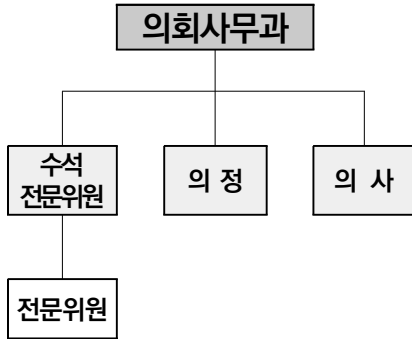 의회사무과
수석
전문위원
의 정
의 사
전문위원